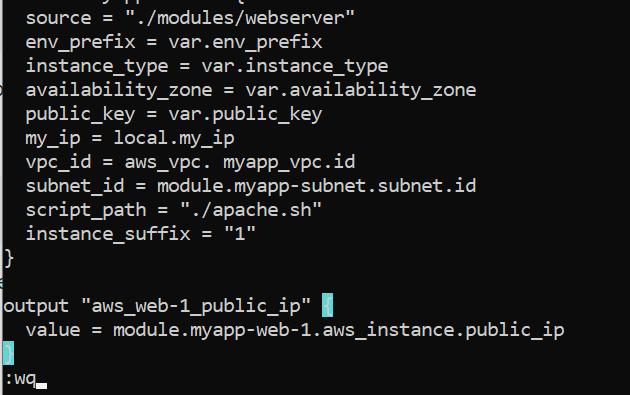 source = "./modules/webserver"
env_prefix = var.env_prefix
instance_type = var.instance_type
availability_zone = var.availability_zone
public_key = var.public_key
my_ip = local.my_ip
vpc_id = aws_vpc. myapp_vpc.id
subnet_id = module.myapp-subnet.subnet.id
script_path = "./apache.sh"
instance_suffix = "1"
}
output "aws_web-1_public_ip" {
value = module.myapp-web-1.aws_instance.public_ip
}
:wq